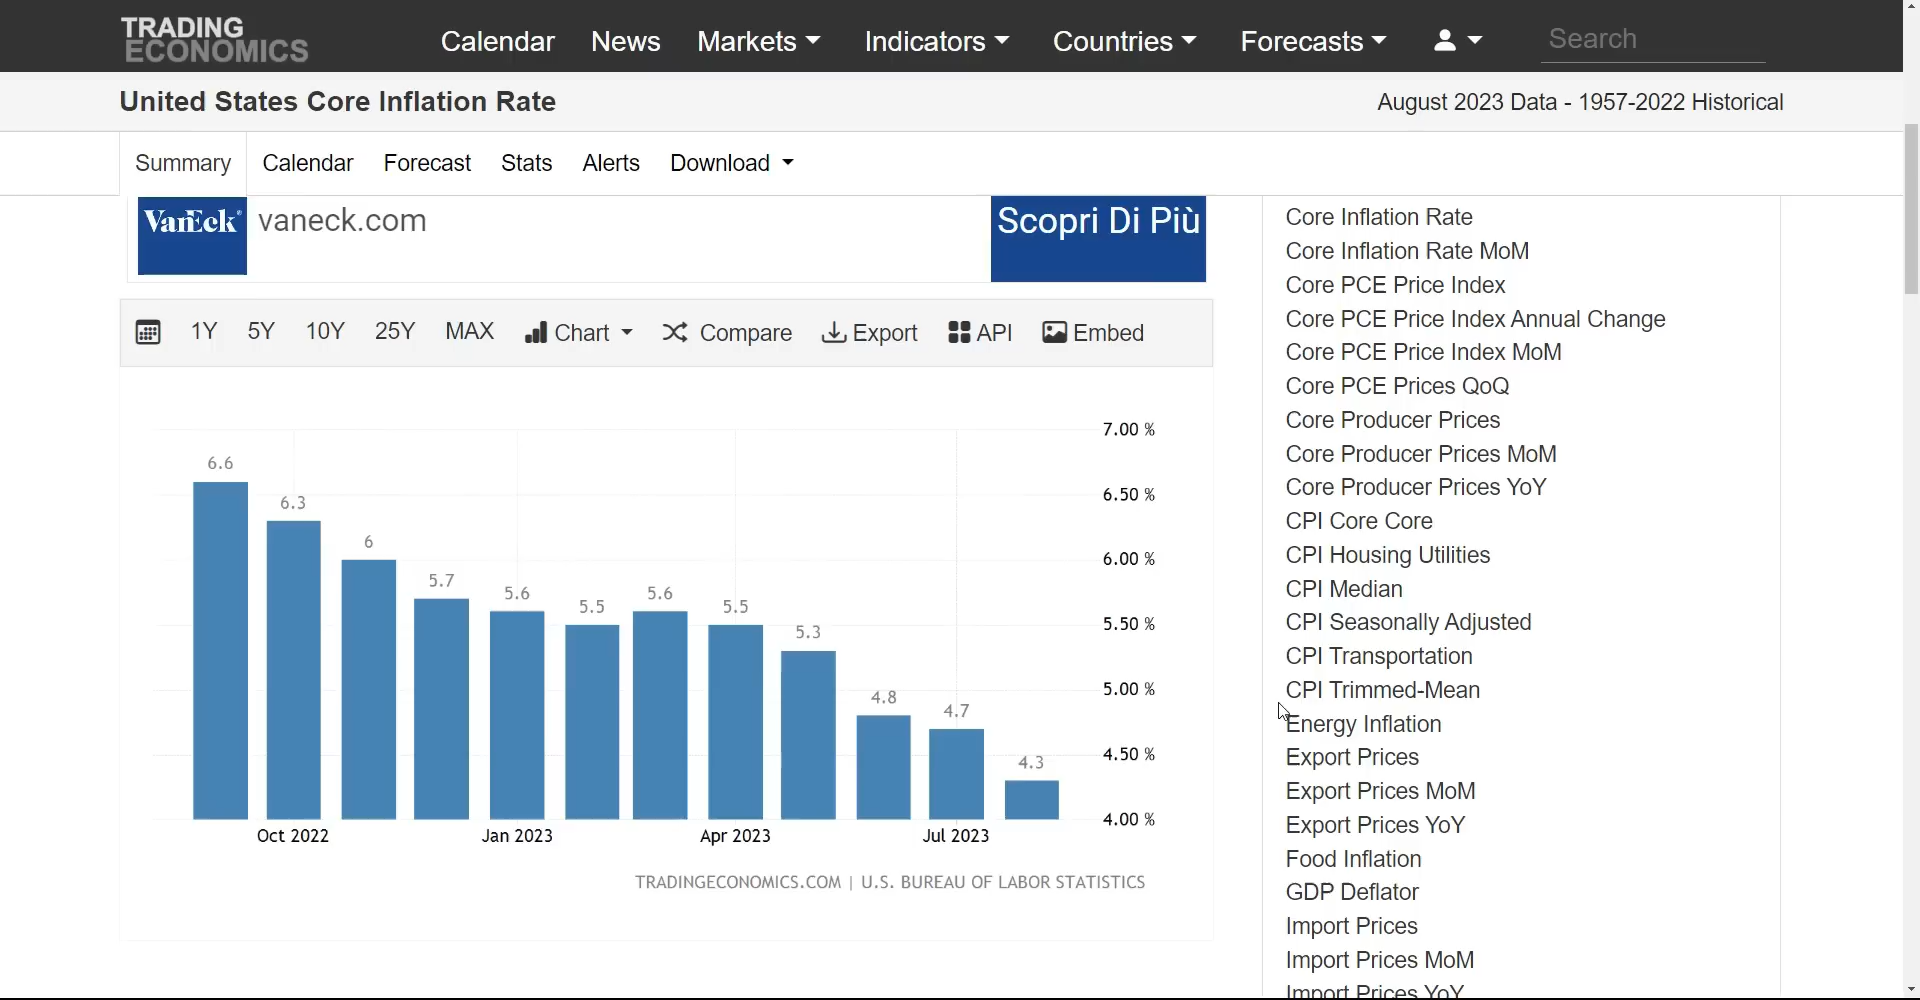 TRADING
ECONOMICS
Calendar News Markets Indicators Countries Forecasts Search
United States Core Inflation Rate
August 2023 Data - 1957-2022 Historical
Summary Calendar Forecast Stats Alerts Download
VanEck® vaneck.com Scopri Di Più
1Y 5Y 10Y 25Y MAX Chart Compare Export API Embed
7.00 %
6.50 %
6.00 %
5.50 %
5.00 %
4.50 %
4.00 %
6.6
6.3
6
5.7
5.6
5.5
5.6
5.5
5.3
4.8
4.7
4.3
Oct 2022 Jan 2023 Apr 2023 Jul 2023
TRADINGECONOMICS.COM | U.S. BUREAU OF LABOR STATISTICS
Core Inflation Rate
Core Inflation Rate MoM
Core PCE Price Index
Core PCE Price Index Annual Change
Core PCE Price Index MoM
Core PCE Prices QoQ
Core Producer Prices
Core Producer Prices MoM
Core Producer Prices YoY
CPI Core Core
CPI Housing Utilities
CPI Median
CPI Seasonally Adjusted
CPI Transportation
CPI Trimmed-Mean
Energy Inflation
Export Prices
Export Prices MoM
Export Prices YoY
Food Inflation
GDP Deflator
Import Prices
Import Prices MoM
Import Prices YoY